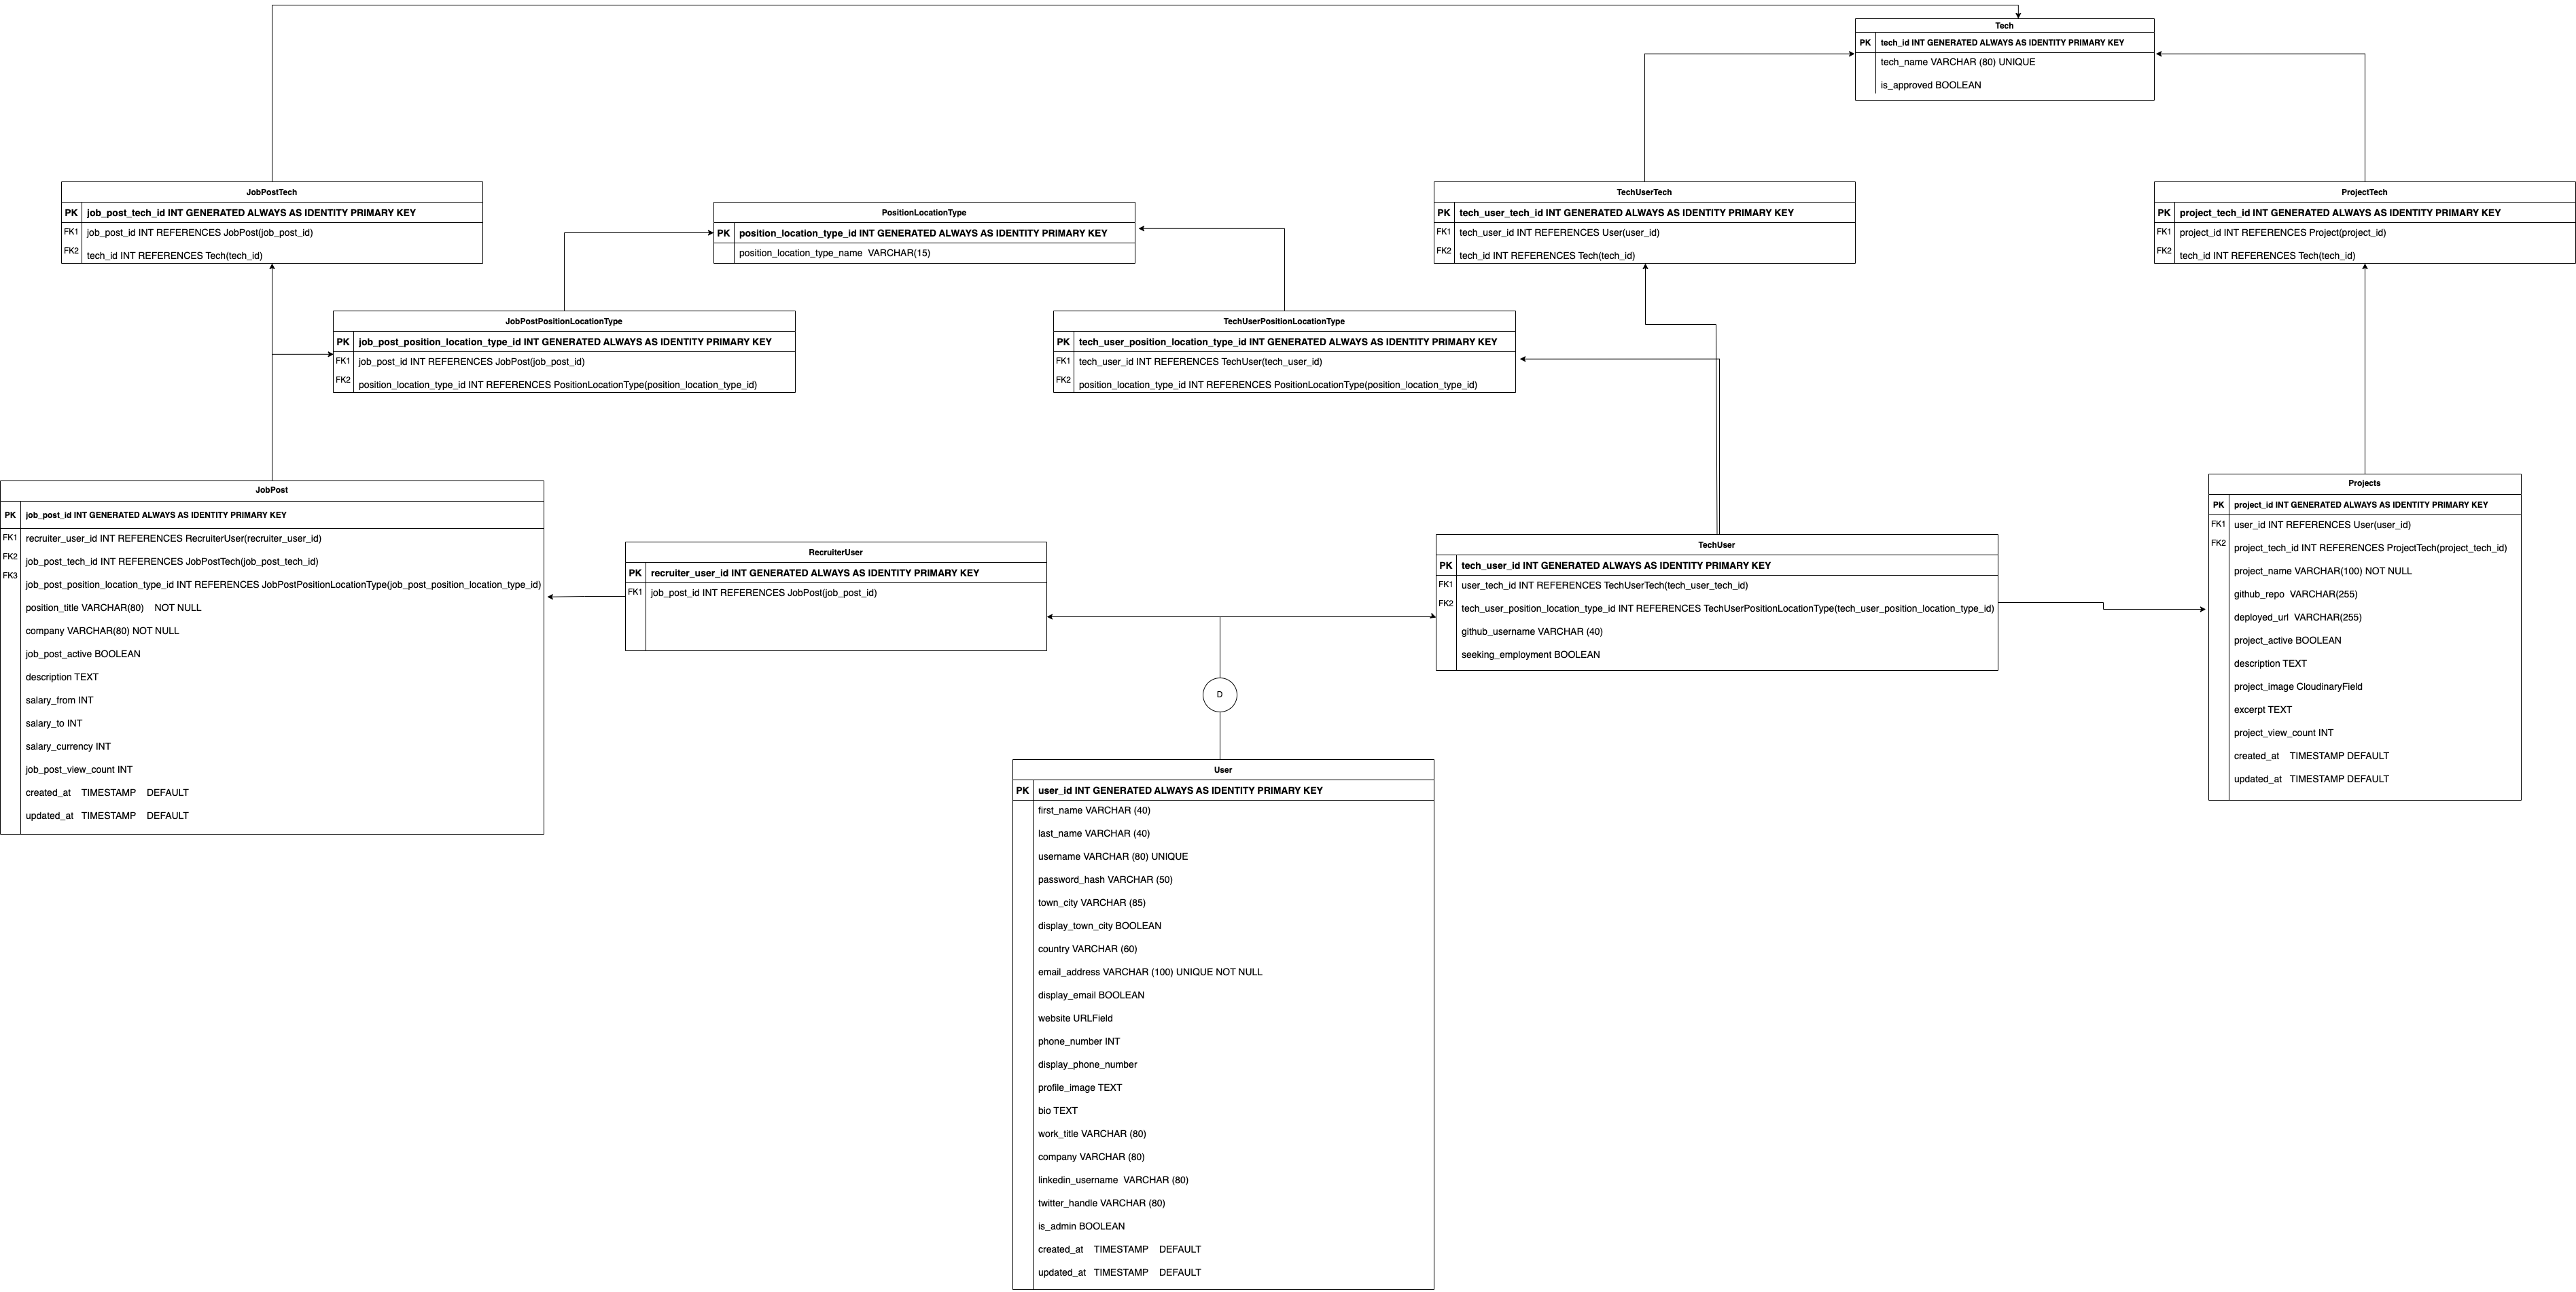 Tech
PK tech_id INT GENERATED ALWAYS AS IDENTITY PRIMARY KEY
tech_name VARCHAR (80) UNIQUE
is_approved BOOLEAN
JobPostTech
PK job_post_tech_id INT GENERATED ALWAYS AS IDENTITY PRIMARY KEY
FK1 job_post_id INT REFERENCES JobPost(job_post_id)
FK2 tech_id INT REFERENCES Tech(tech_id)
PositionLocationType
PK position_location_type_id INT GENERATED ALWAYS AS IDENTITY PRIMARY KEY
position_location_type_name VARCHAR(15)
TechUserTech
PK tech_user_tech_id INT GENERATED ALWAYS AS IDENTITY PRIMARY KEY
FK1 tech_user_id INT REFERENCES User(user_id)
FK2 tech_id INT REFERENCES Tech(tech_id)
ProjectTech
PK project_tech_id INT GENERATED ALWAYS AS IDENTITY PRIMARY KEY
FK1 project_id INT REFERENCES Project(project_id)
FK2 tech_id INT REFERENCES Tech(tech_id)
JobPostPositionLocationType
PK job_post_position_location_type_id INT GENERATED ALWAYS AS IDENTITY PRIMARY KEY
FK1 job_post_id INT REFERENCES JobPost(job_post_id)
FK2 position_location_type_id INT REFERENCES PositionLocationType(position_location_type_id)
TechUserPositionLocationType
PK tech_user_position_location_type_id INT GENERATED ALWAYS AS IDENTITY PRIMARY KEY
FK1 tech_user_id INT REFERENCES TechUser(tech_user_id)
FK2 position_location_type_id INT REFERENCES PositionLocationType(position_location_type_id)
JobPost
PK job_post_id INT GENERATED ALWAYS AS IDENTITY PRIMARY KEY
FK1 recruiter_user_id INT REFERENCES RecruiterUser(recruiter_user_id)
FK2 job_post_tech_id INT REFERENCES JobPostTech(job_post_tech_id)
FK3 job_post_position_location_type_id INT REFERENCES JobPostPositionLocationType(job_post_position_location_type_id)
position_title VARCHAR(80) NOT NULL
company VARCHAR(80) NOT NULL
job_post_active BOOLEAN
description TEXT
salary_from INT
salary_to INT
salary_currency INT
job_post_view_count INT
created_at TIMESTAMP DEFAULT
updated_at TIMESTAMP DEFAULT
RecruiterUser
PK recruiter_user_id INT GENERATED ALWAYS AS IDENTITY PRIMARY KEY
FK1 job_post_id INT REFERENCES JobPost(job_post_id)
TechUser
PK tech_user_id INT GENERATED ALWAYS AS IDENTITY PRIMARY KEY
FK1 user_tech_id INT REFERENCES TechUserTech(tech_user_tech_id)
FK2 tech_user_position_location_type_id INT REFERENCES TechUserPositionLocationType(tech_user_position_location_type_id)
github_username VARCHAR (40)
seeking_employment BOOLEAN
Projects
PK project_id INT GENERATED ALWAYS AS IDENTITY PRIMARY KEY
FK1 user_id INT REFERENCES User(user_id)
FK2 project_tech_id INT REFERENCES ProjectTech(project_tech_id)
project_name VARCHAR(100) NOT NULL
github_repo VARCHAR(255)
deployed_url VARCHAR(255)
project_active BOOLEAN
description TEXT
project_image CloudinaryField
excerpt TEXT
project_view_count INT
created_at TIMESTAMP DEFAULT
updated_at TIMESTAMP DEFAULT
D
User
PK user_id INT GENERATED ALWAYS AS IDENTITY PRIMARY KEY
first_name VARCHAR (40)
last_name VARCHAR (40)
username VARCHAR (80) UNIQUE
password_hash VARCHAR (50)
town_city VARCHAR (85)
display_town_city BOOLEAN
country VARCHAR (60)
email_address VARCHAR (100) UNIQUE NOT NULL
display_email BOOLEAN
website URLField
phone_number INT
display_phone_number
profile_image TEXT
bio TEXT
work_title VARCHAR (80)
company VARCHAR (80)
linkedin_username VARCHAR (80)
twitter_handle VARCHAR (80)
is_admin BOOLEAN
created_at TIMESTAMP DEFAULT
updated_at TIMESTAMP DEFAULT